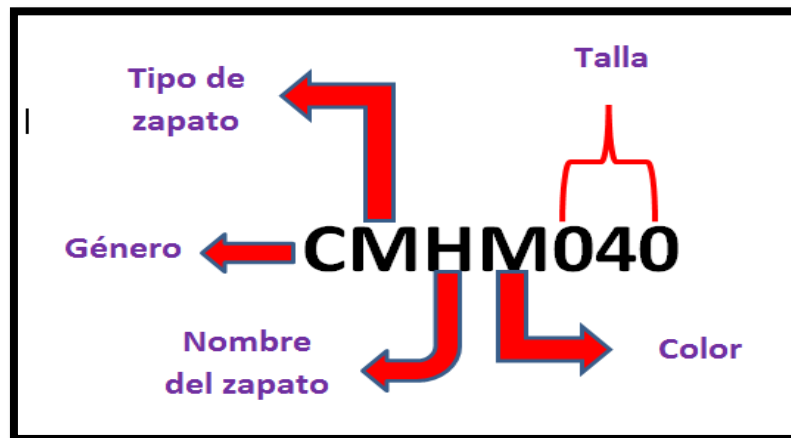 Tipo de
zapato
Talla
Género
CMHM040
Nombre
del zapato
Color